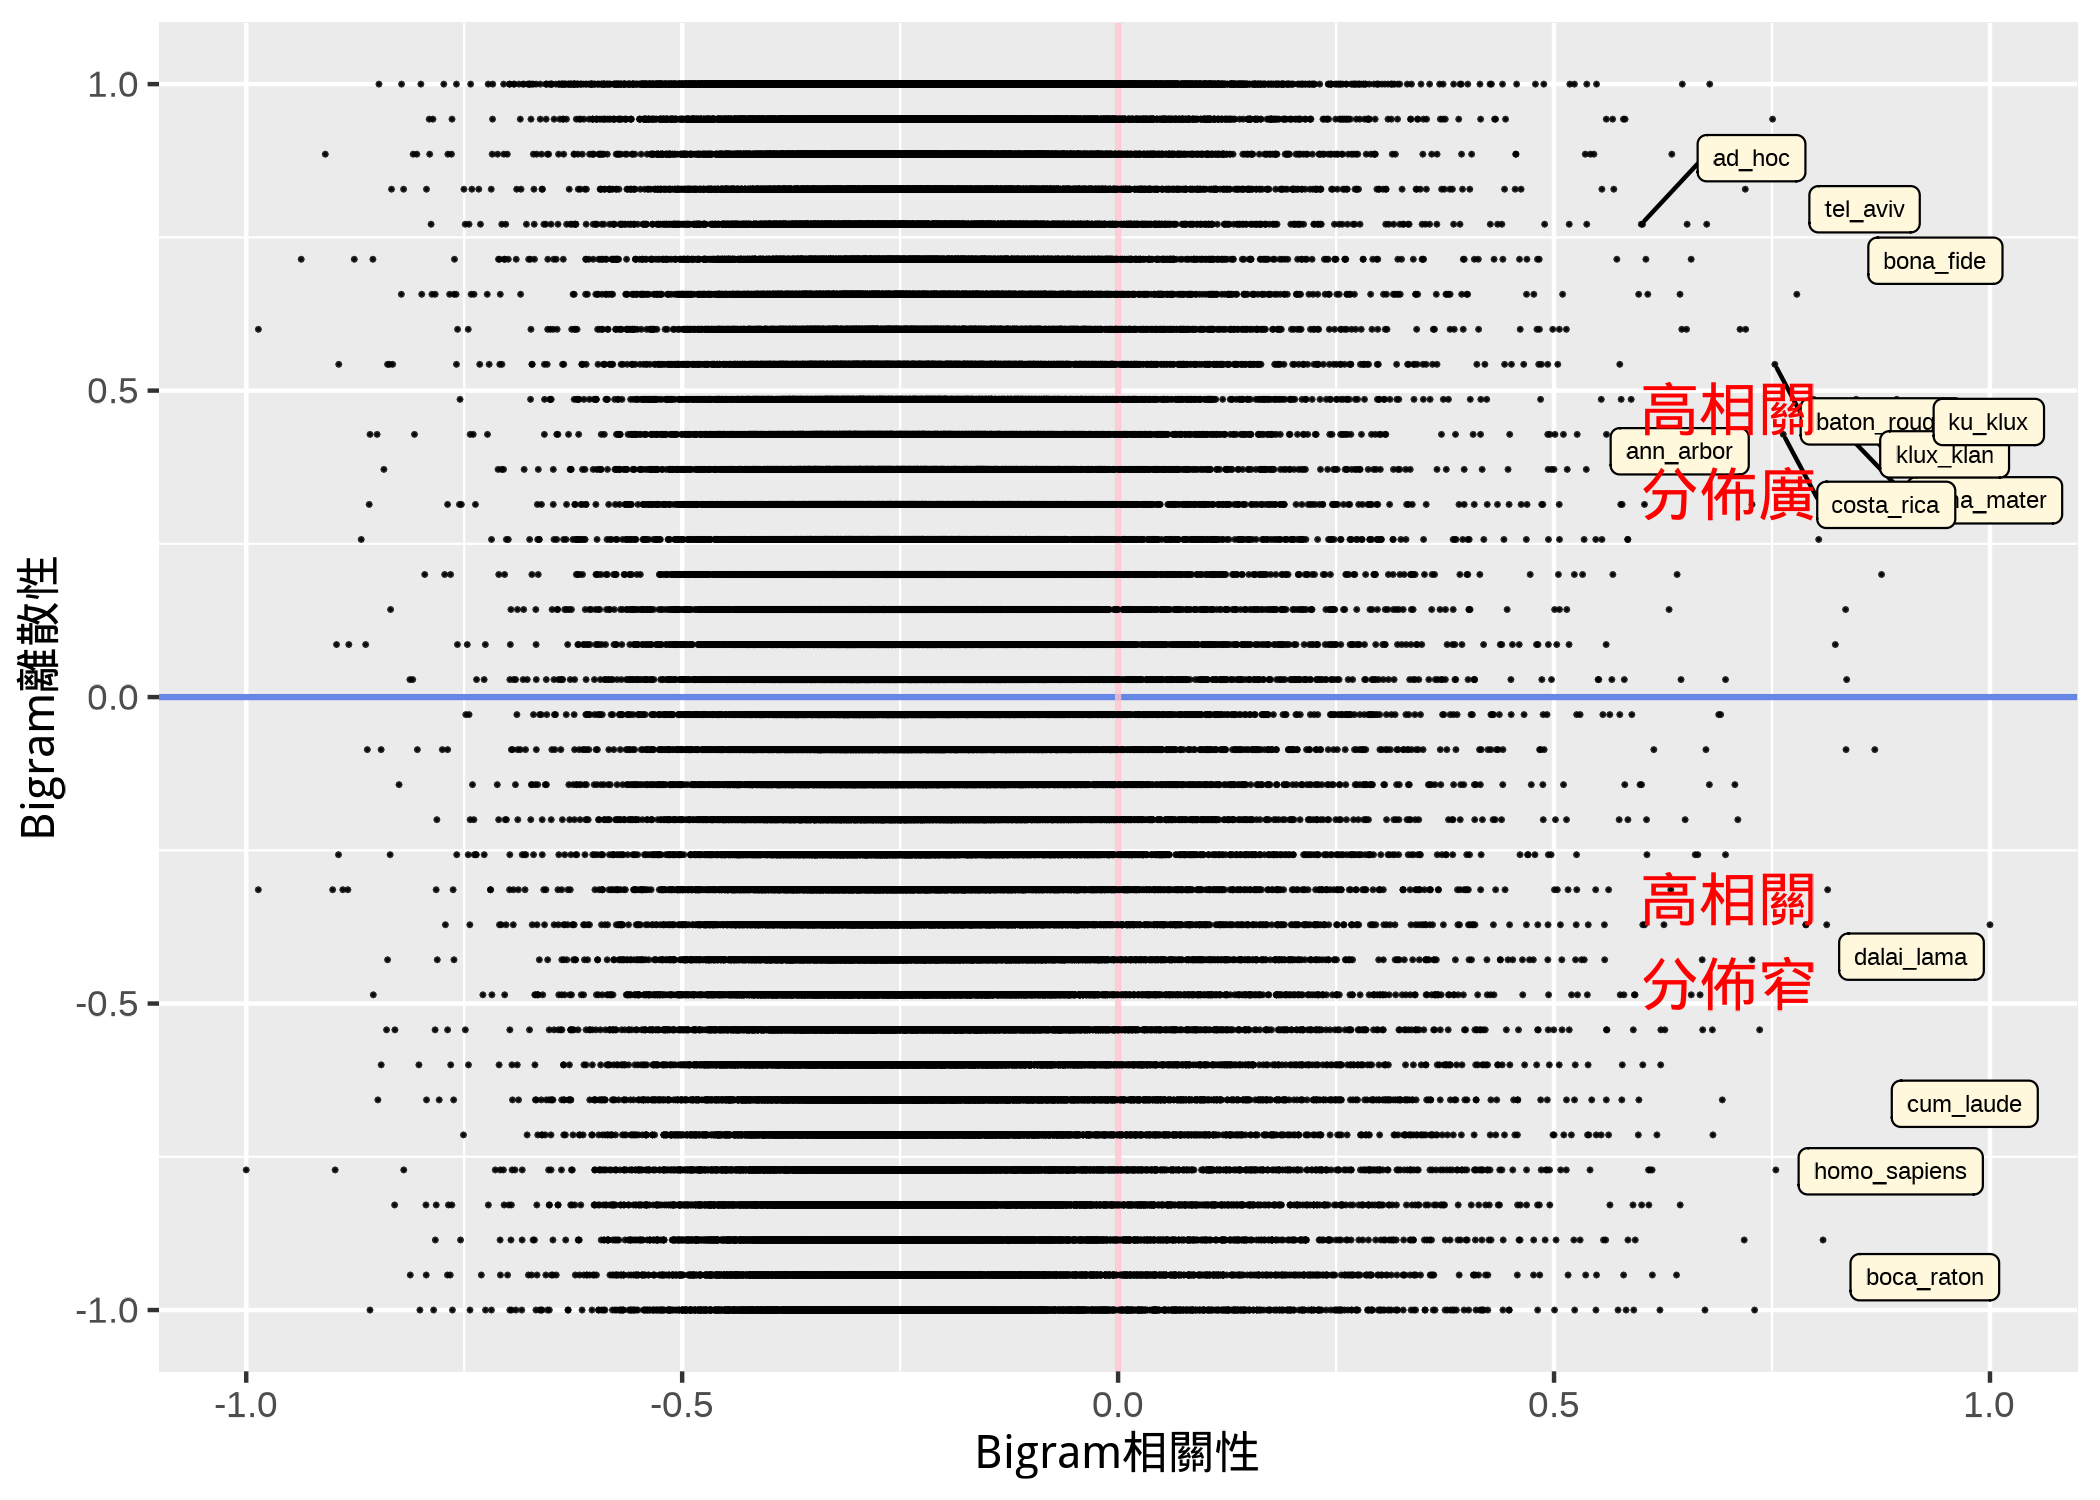 1.0
0.5
0.0
-0.5
-1.0
Bigram離散性
ad_hoc
tel_aviv
bona_fide
高相關
分佈廣
ann_arbor
ku_klux
klux_klan
costa_rica
高相關
分佈窄
dalai_lama
cum_laude
homo_sapiens
boca_raton
-1.0
-0.5
0.0
0.5
1.0
Bigram相關性